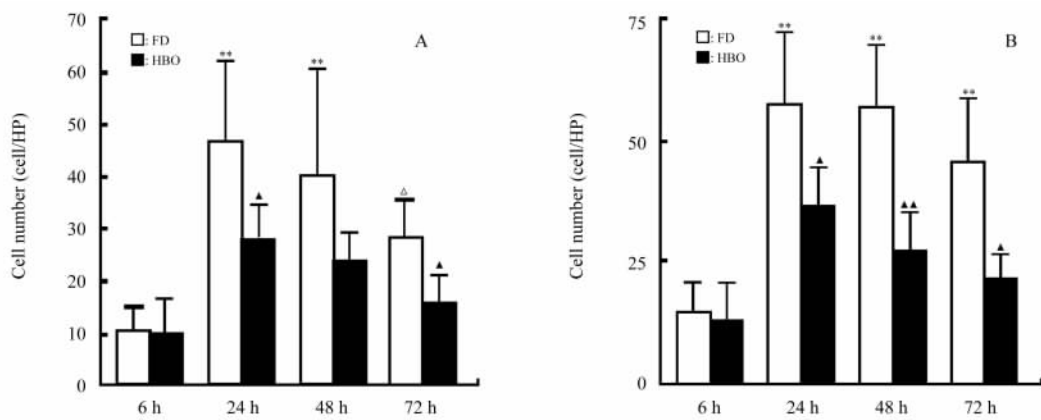 70
60
50
40
30
20
10
0
Cell number (cell/HP)
□: FD
■: HBO
A
**
**
▲
△
▲
6 h
24 h
48 h
72 h
75
50
25
0
Cell number (cell/HP)
□: FD
■: HBO
B
**
**
**
▲
▲▲
▲
6 h
24 h
48 h
72 h